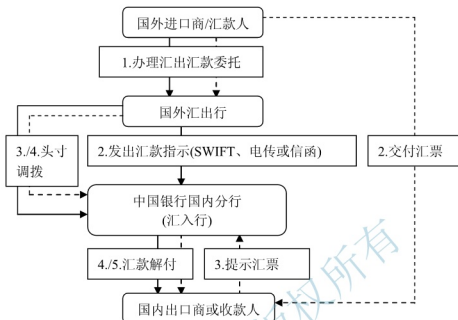 国外进口商/汇款人
1.办理汇出汇款委托
国外汇出行
3./4.头寸
调拨
2.发出汇款指示(SWIFT、电传或信函)
2.交付汇票
中国银行国内分行
(汇入行)
4./5.汇款解付
3.提示汇票
国内出口商或收款人
版权所有